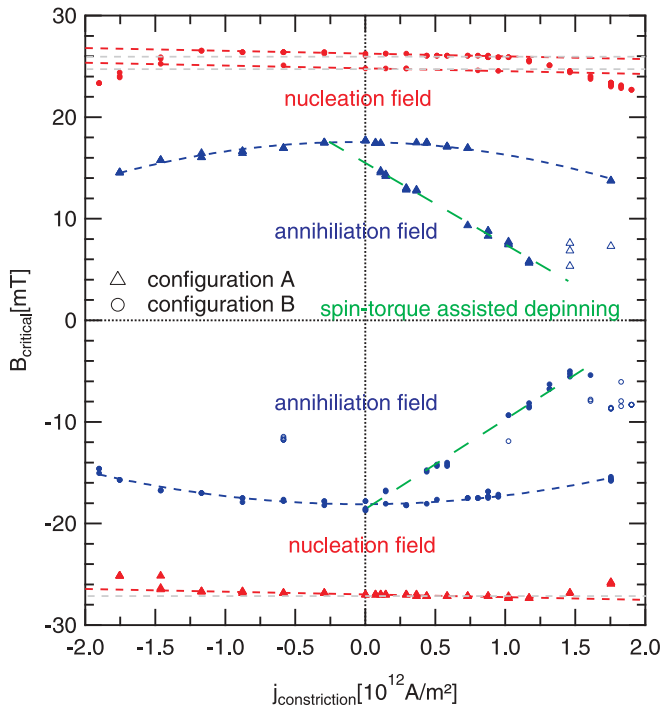 30
20
10
0
-10
-20
-30
B_critical[mT]
nucleation field
annihiliation field
△ configuration A
○ configuration B
spin-torque assisted depinning
annihiliation field
nucleation field
-2.0 -1.5 -1.0 -0.5 0.0 0.5 1.0 1.5 2.0
j_constriction[10^12 A/m²]